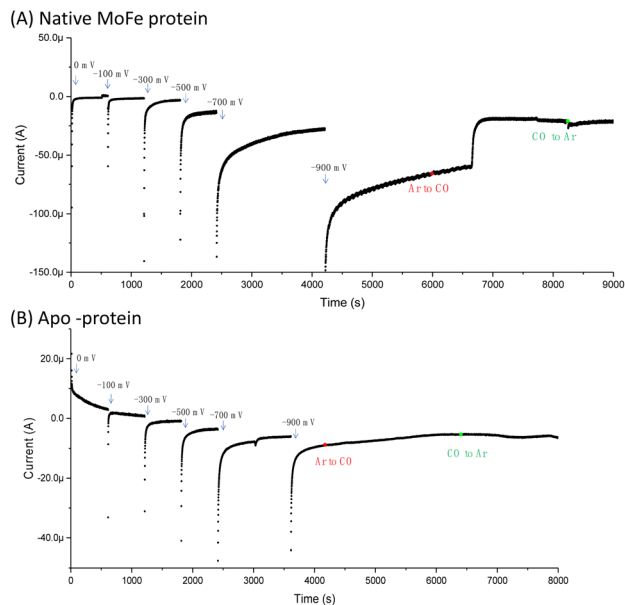 (A) Native MoFe protein
50.0µ
0.0
-50.0µ
-100.0µ
-150.0µ
Current (A)
0 mV
-100 mV
-300 mV
-500 mV
-700 mV
-900 mV
Ar to CO
CO to Ar
0 1000 2000 3000 4000 5000 6000 7000 8000 9000
Time (s)
(B) Apo -protein
20.0µ
0.0
-20.0µ
-40.0µ
Current (A)
0 mV
-100 mV
-300 mV
-500 mV
-700 mV
-900 mV
Ar to CO
CO to Ar
0 1000 2000 3000 4000 5000 6000 7000 8000
Time (s)